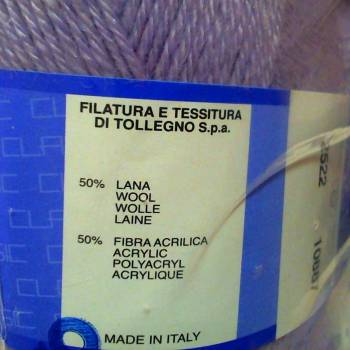 FILATURA E TESSITURA
DI TOLLEGNO S.p.a.
50% LANA
WOOL
WOLLE
LAINE
50% FIBRA ACRILICA
ACRYLIC
POLYACRYL
ACRYLIQUE
MADE IN ITALY